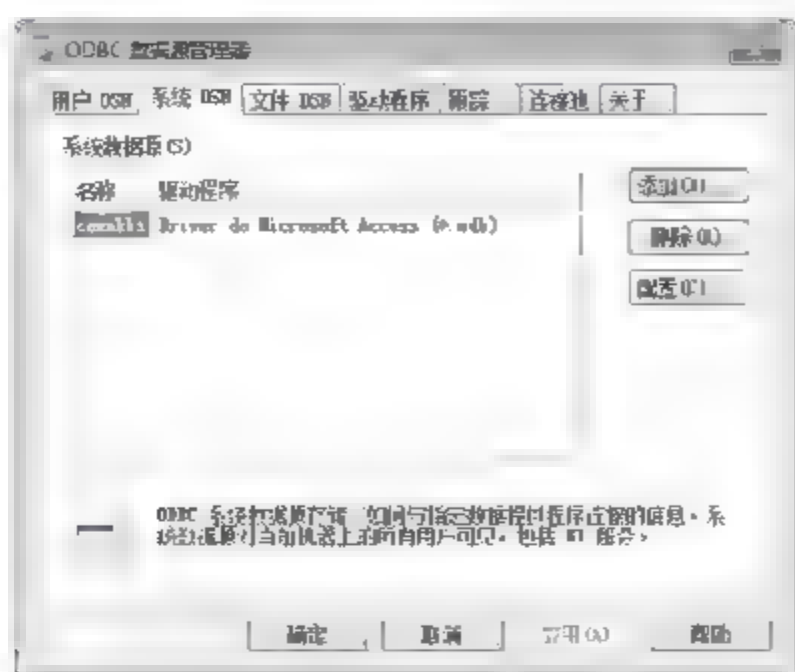 ODBC 数据源管理器
用户 DSN 系统 DSN 文件 DSN 驱动程序 跟踪 连接池 关于
系统数据源(S)
名称 驱动程序
添加(D)
Driver do Microsoft Access (*.mdb)
删除(R)
配置(C)
ODBC 系统数据源存储了如何与指定数据提供程序连接的信息。系
统数据源对当前机器上的所有用户可见，包括 NT 服务。
确定 取消 应用(A) 帮助